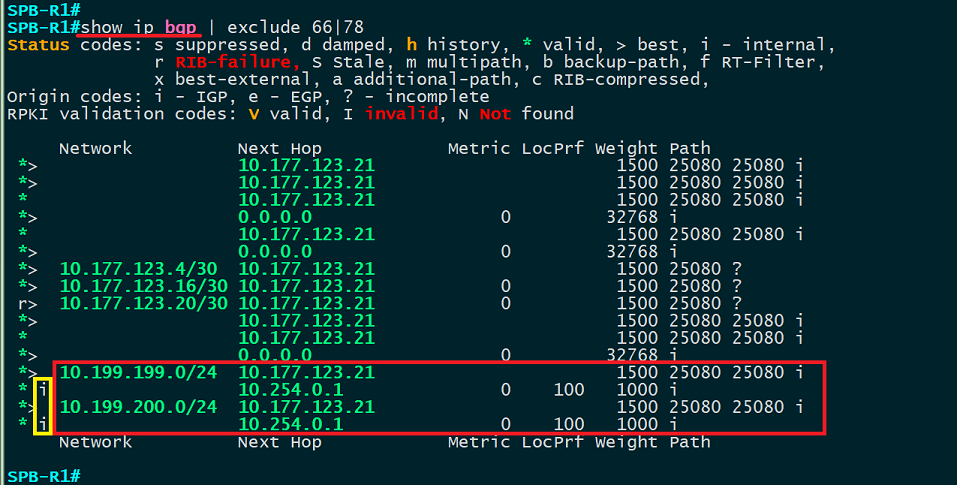 SPB-R1#
SPB-R1#show ip bgp | exclude 66|78
Status codes: s suppressed, d damped, h history, * valid, > best, i - internal,
r RIB-failure, S Stale, m multipath, b backup-path, f RT-Filter,
x best-external, a additional-path, c RIB-compressed,
Origin codes: i - IGP, e - EGP, ? - incomplete
RPKI validation codes: V valid, I invalid, N Not found
Network Next Hop Metric LocPrf Weight Path
*> 10.177.123.21 1500 25080 25080 i
*> 10.177.123.21 1500 25080 25080 i
* 10.177.123.21 1500 25080 25080 i
*> 0.0.0.0 0 32768 i
* 10.177.123.21 1500 25080 25080 i
*> 0.0.0.0 0 32768 i
*> 10.177.123.4/30 10.177.123.21 0 1500 25080 ?
*> 10.177.123.16/30 10.177.123.21 0 1500 25080 ?
r> 10.177.123.20/30 10.177.123.21 0 1500 25080 ?
*> 10.177.123.21 1500 25080 25080 i
* 10.177.123.21 1500 25080 25080 i
*> 0.0.0.0 0 32768 i
*> 10.199.199.0/24 10.177.123.21 1500 25080 25080 i
* i 10.254.0.1 0 100 1000 i
*> 10.199.200.0/24 10.177.123.21 1500 25080 25080 i
* i 10.254.0.1 0 100 1000 i
Network Next Hop Metric LocPrf Weight Path
SPB-R1#